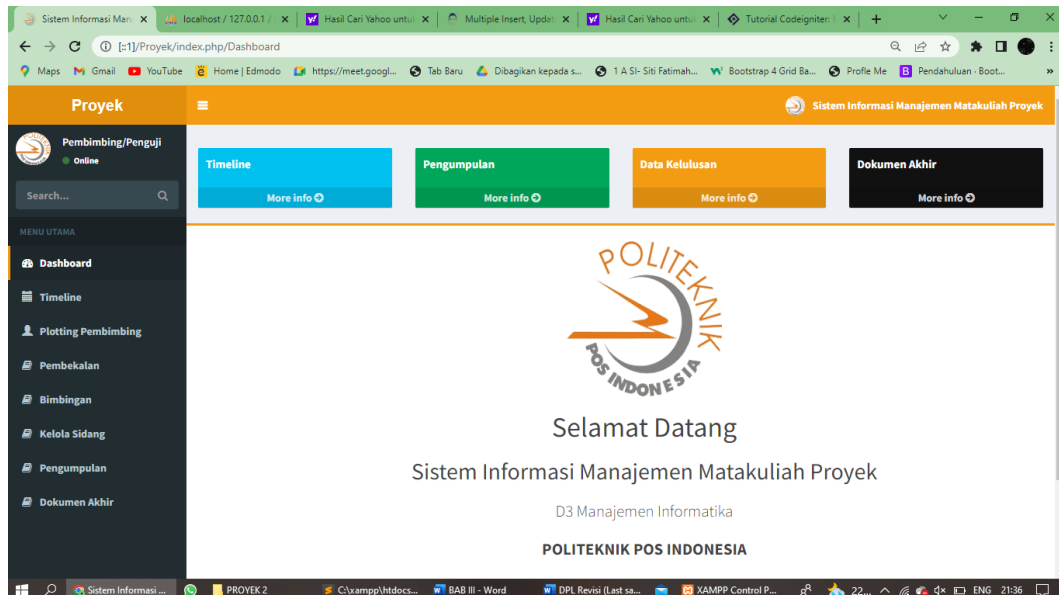 Sistem Informasi Man
localhost / 127.0.0.1 /
Hasil Cari Yahoo untu
Multiple Insert, Updat
Hasil Cari Yahoo untu
Tutorial Codeigniter:
[::1]/Proyek/index.php/Dashboard
Maps
Gmail
YouTube
Home | Edmodo
https://meet.googl...
Tab Baru
Dibagikan kepada s...
1 A SI- Siti Fatimah...
Bootstrap 4 Grid Ba...
Profle Me
Pendahuluan · Boot...
»
Proyek
Sistem Informasi Manajemen Matakuliah Proyek
Pembimbing/Penguji
Online
Search...
MENU UTAMA
Dashboard
Timeline
Plotting Pembimbing
Pembekalan
Bimbingan
Kelola Sidang
Pengumpulan
Dokumen Akhir
Timeline
More info
Pengumpulan
More info
Data Kelulusan
More info
Dokumen Akhir
More info
POLITEKNIK
POS INDONESIA
Selamat Datang
Sistem Informasi Manajemen Matakuliah Proyek
D3 Manajemen Informatika
POLITEKNIK POS INDONESIA
Sistem Informasi ...
PROYEK 2
C:\xampp\htdocs...
BAB III - Word
DPL Revisi (Last sa...
XAMPP Control P...
22...
ENG
21:36